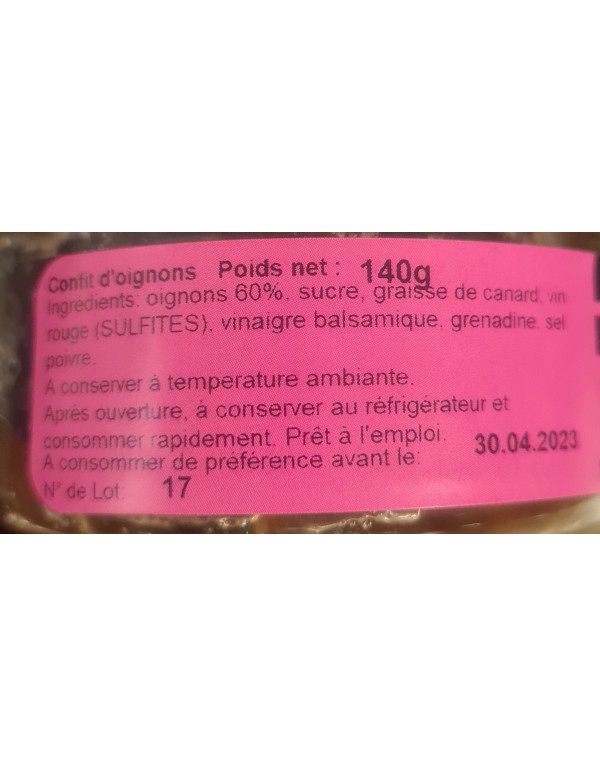 Confit d'oignons Poids net : 140g
Ingredients: oignons 60%. sucre, graisse de canard, vin
rouge (SULFITES), vinaigre balsamique. grenadine. sel
poivre.
A conserver à temperature ambiante.
Après ouverture, à conserver au réfrigérateur et
consommer rapidement. Prêt à l'emploi.
A consommer de préférence avant le: 30.04.2023
N° de Lot: 17